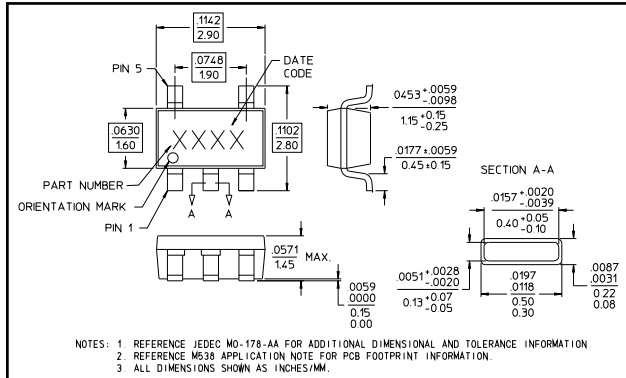 .1142
2.90
.0748
1.90
PIN 5
DATE
CODE
.0630
1.60
XXXX
.1102
2.80
PART NUMBER
ORIENTATION MARK
PIN 1
A
A
.0453 +.0059
-.0098
1.15 +0.15
-0.25
.0177 ±.0059
0.45±0.15
SECTION A-A
.0157 +.0020
-.0039
0.40 +0.05
-0.10
.0571
1.45
MAX.
.0059
.0000
0.15
0.00
.0051 +.0028
-.0020
0.13 +0.07
-0.05
.0197
.0118
0.50
0.30
.0087
.0031
0.22
0.08
NOTES: 1. REFERENCE JEDEC MO-178-AA FOR ADDITIONAL DIMENSIONAL AND TOLERANCE INFORMATION.
2. REFERENCE M538 APPLICATION NOTE FOR PCB FOOTPRINT INFORMATION.
3. ALL DIMENSIONS SHOWN AS INCHES/MM.